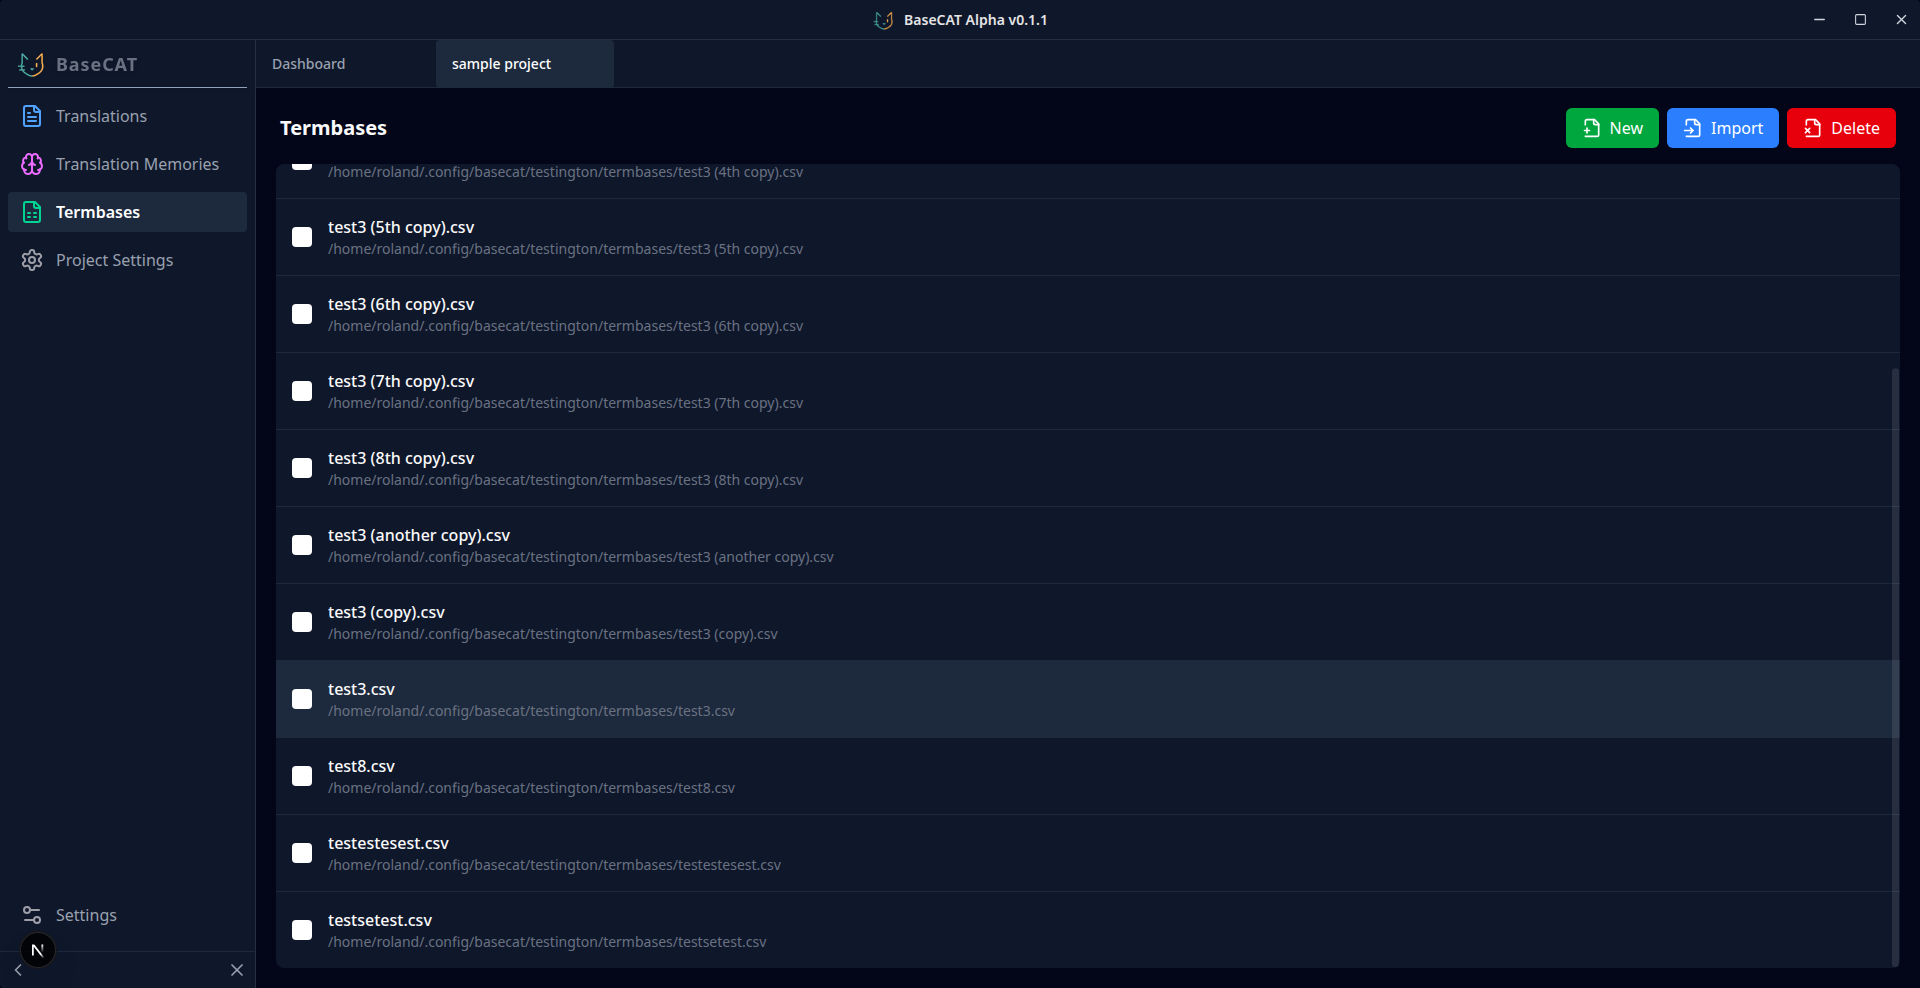 BaseCAT Alpha v0.1.1
BaseCAT
Dashboard
sample project
Translations
Translation Memories
Termbases
Project Settings
Settings
N
Termbases
New
Import
Delete
/home/roland/.config/basecat/testington/termbases/test3 (4th copy).csv
test3 (5th copy).csv
/home/roland/.config/basecat/testington/termbases/test3 (5th copy).csv
test3 (6th copy).csv
/home/roland/.config/basecat/testington/termbases/test3 (6th copy).csv
test3 (7th copy).csv
/home/roland/.config/basecat/testington/termbases/test3 (7th copy).csv
test3 (8th copy).csv
/home/roland/.config/basecat/testington/termbases/test3 (8th copy).csv
test3 (another copy).csv
/home/roland/.config/basecat/testington/termbases/test3 (another copy).csv
test3 (copy).csv
/home/roland/.config/basecat/testington/termbases/test3 (copy).csv
test3.csv
/home/roland/.config/basecat/testington/termbases/test3.csv
test8.csv
/home/roland/.config/basecat/testington/termbases/test8.csv
testestesest.csv
/home/roland/.config/basecat/testington/termbases/testestesest.csv
testsetest.csv
/home/roland/.config/basecat/testington/termbases/testsetest.csv